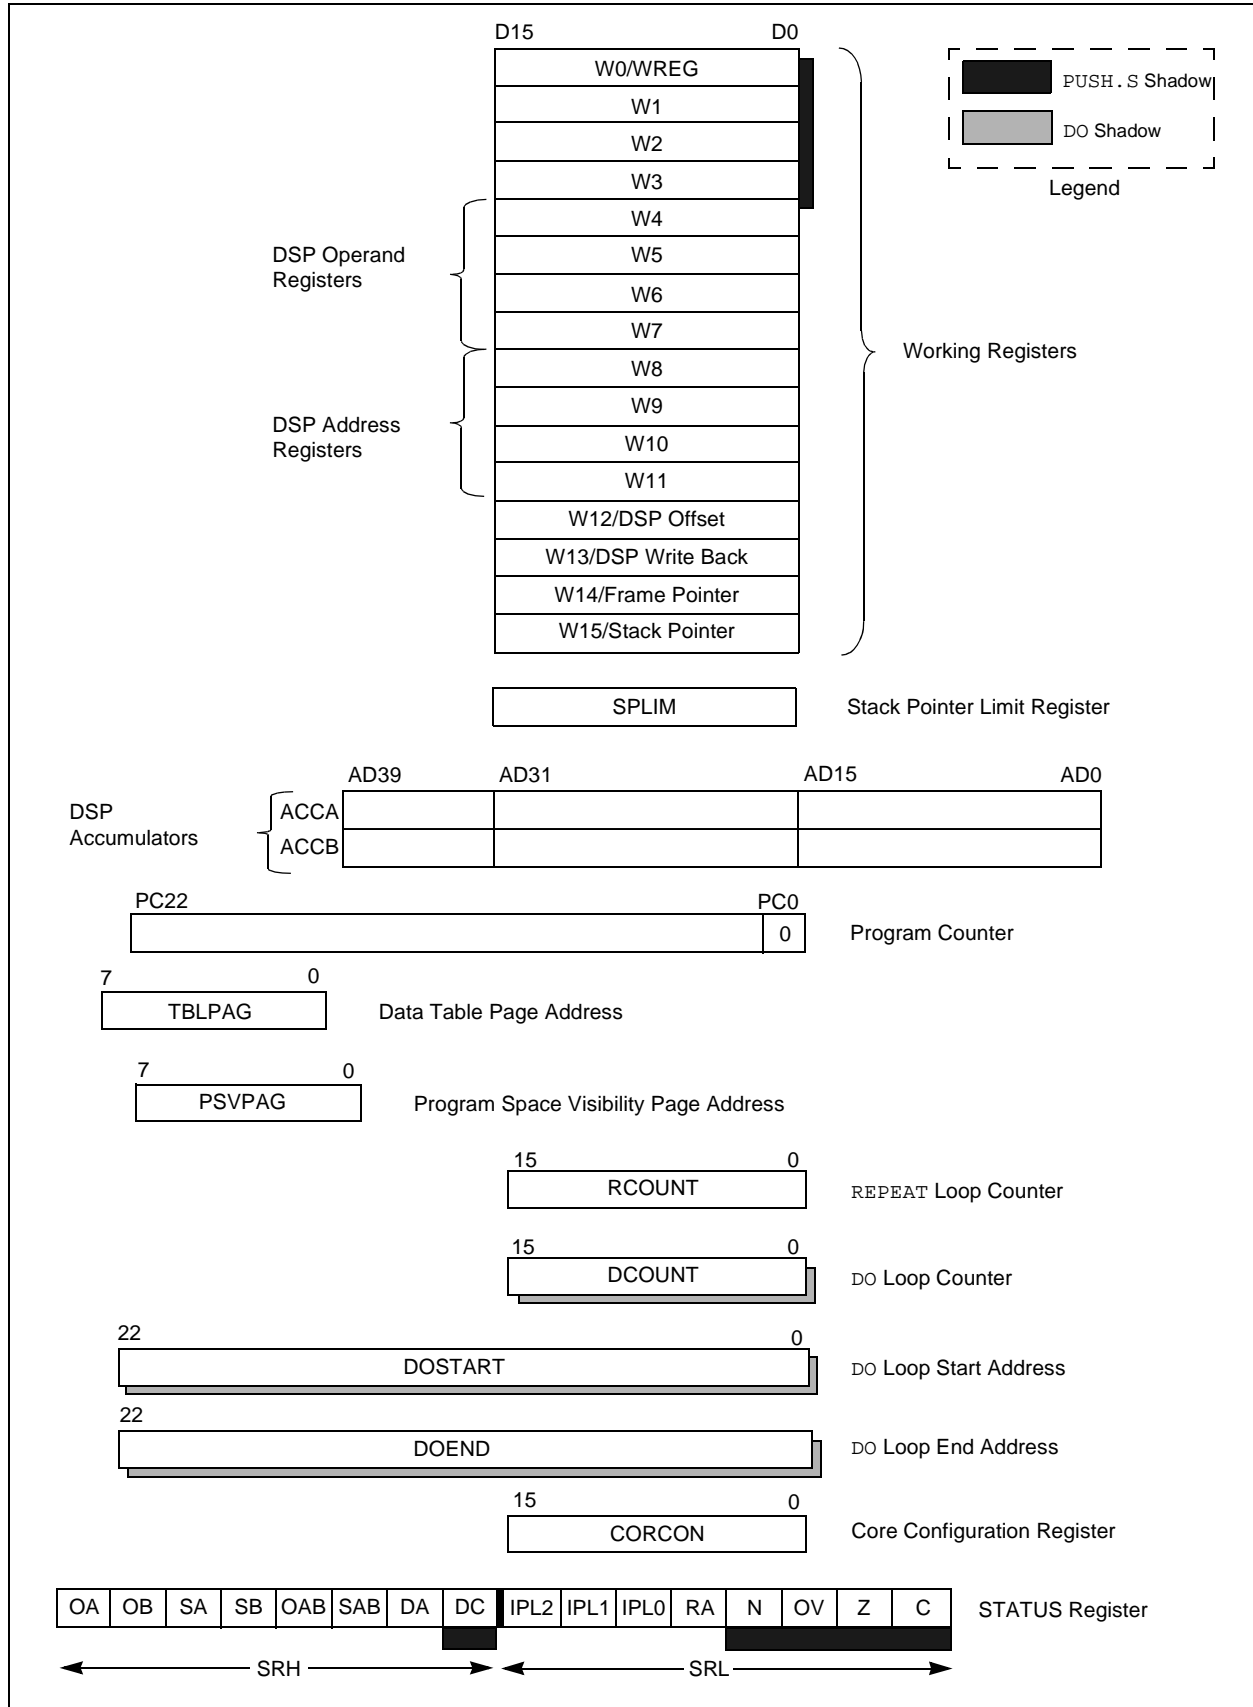 D15 D0
W0/WREG
W1
W2
W3
W4
W5
W6
W7
W8
W9
W10
W11
W12/DSP Offset
W13/DSP Write Back
W14/Frame Pointer
W15/Stack Pointer
PUSH.S Shadow
DO Shadow
Legend
DSP Operand
Registers
DSP Address
Registers
Working Registers
SPLIM
Stack Pointer Limit Register
AD39 AD31 AD15 AD0
DSP
Accumulators
ACCA
ACCB
PC22 PC0
0
Program Counter
7 0
TBLPAG
Data Table Page Address
7 0
PSVPAG
Program Space Visibility Page Address
15 0
RCOUNT
REPEAT Loop Counter
15 0
DCOUNT
DO Loop Counter
22 0
DOSTART
DO Loop Start Address
22
DOEND
DO Loop End Address
15 0
CORCON
Core Configuration Register
OA OB SA SB OAB SAB DA DC IPL2 IPL1 IPL0 RA N OV Z C
STATUS Register
SRH SRL